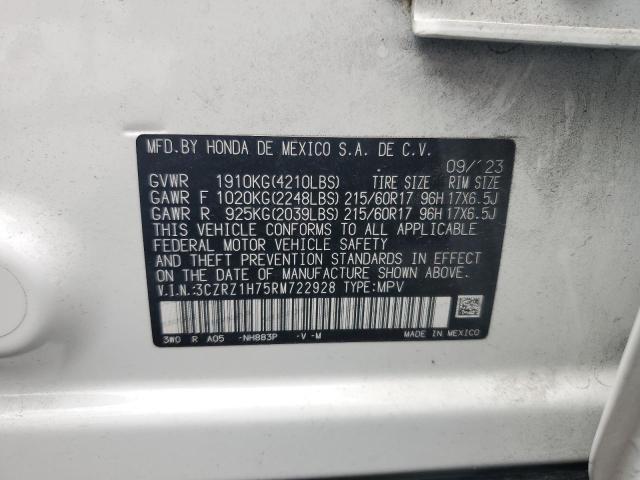 MFD.BY HONDA DE MEXICO S.A. DE C.V.
09/'23
GVWR 1910KG(4210LBS) TIRE SIZE RIM SIZE
GAWR F 1020KG(2248LBS) 215/60R17 96H 17X6.5J
GAWR R 925KG(2039LBS) 215/60R17 96H 17X6.5J
THIS VEHICLE CONFORMS TO ALL APPLICABLE
FEDERAL MOTOR VEHICLE SAFETY
AND THEFT PREVENTION STANDARDS IN EFFECT
ON THE DATE OF MANUFACTURE SHOWN ABOVE.
V.I.N.:3CZRZ1H75RM722928 TYPE:MPV
3W0 R A05 -NH883P -V -M MADE IN MEXICO